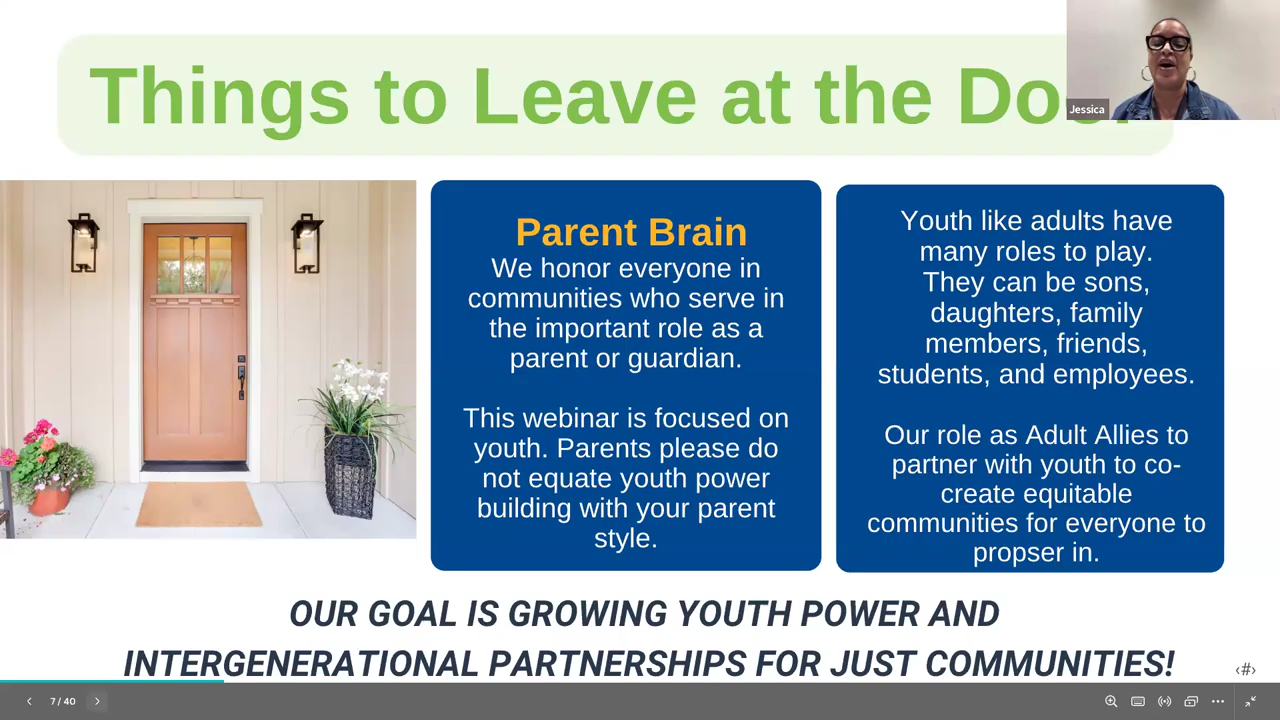 Things to Leave at the Door
Jessica
Parent Brain
We honor everyone in
communities who serve in
the important role as a
parent or guardian.
This webinar is focused on
youth. Parents please do
not equate youth power
building with your parent
style.
Youth like adults have
many roles to play.
They can be sons,
daughters, family
members, friends,
students, and employees.
Our role as Adult Allies to
partner with youth to co-
create equitable
communities for everyone to
propser in.
OUR GOAL IS GROWING YOUTH POWER AND
INTERGENERATIONAL PARTNERSHIPS FOR JUST COMMUNITIES!
‹#›
7 / 40